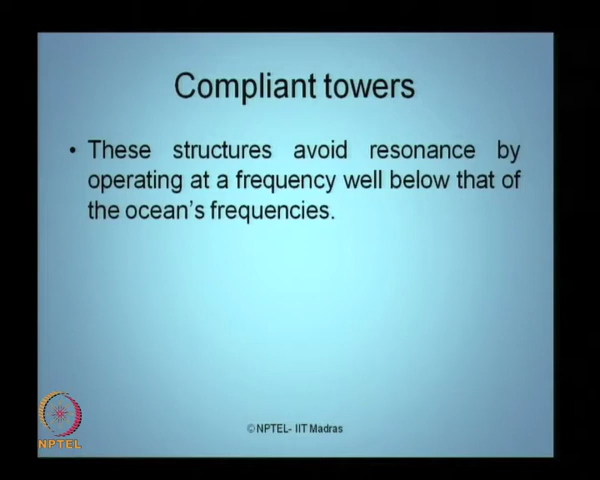 Compliant towers
• These structures avoid resonance by
operating at a frequency well below that of
the ocean's frequencies.
NPTEL
©NPTEL- IIT Madras